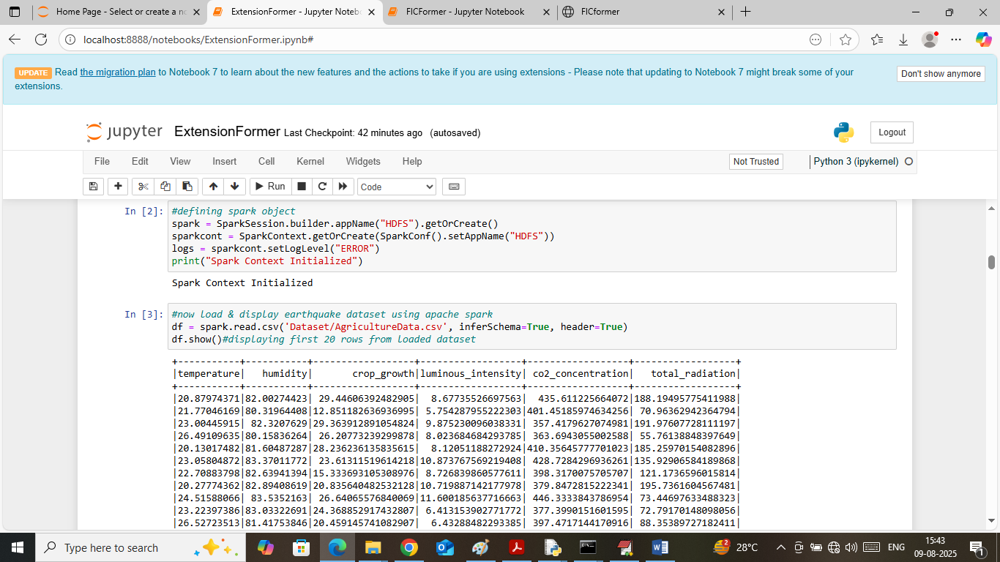 Home Page - Select or create a no
ExtensionFormer - Jupyter Notebo
FICFormer - Jupyter Notebook
FICformer
localhost:8888/notebooks/ExtensionFormer.ipynb#
UPDATE Read the migration plan to Notebook 7 to learn about the new features and the actions to take if you are using extensions - Please note that updating to Notebook 7 might break some of your
extensions.
Don't show anymore
jupyter ExtensionFormer Last Checkpoint: 42 minutes ago (autosaved)
Logout
File Edit View Insert Cell Kernel Widgets Help
Not Trusted
Python 3 (ipykernel)
Run
Code
In [2]: #defining spark object
spark = SparkSession.builder.appName("HDFS").getOrCreate()
sparkcont = SparkContext.getOrCreate(SparkConf().setAppName("HDFS"))
logs = sparkcont.setLogLevel("ERROR")
print("Spark Context Initialized")
Spark Context Initialized
In [3]: #now load & display earthquake dataset using apache spark
df = spark.read.csv('Dataset/AgricultureData.csv', inferSchema=True, header=True)
df.show()#displaying first 20 rows from loaded dataset
+-----------+-----------+------------------+------------------+------------------+------------------+
|temperature|   humidity|       crop_growth|luminous_intensity| co2_concentration|   total_radiation|
+-----------+-----------+------------------+------------------+------------------+------------------+
|20.87974371|82.00274423| 29.44606392482905|  8.67735526697563|  435.611225664072|188.19495775411988|
|21.77046169|80.31964408|12.851182636936995| 5.754287955222303|401.45185974634256| 70.96362942364794|
|23.00445915| 82.3207629|29.363912891054824| 9.875230096038331| 357.4179627074981|191.97607728111197|
|26.49109635|80.15836264| 26.20773239299878| 8.023684684293785| 363.6943055002588| 55.76138848397649|
|20.13017482|81.60487287|28.236236135835615|  8.12051188272924|410.35645777701023|185.25970154082896|
|23.05804872|83.37011772| 23.61311519614218|10.873767569219408| 428.7284296936261|135.92906584189868|
|22.70883798|82.63941394|15.333693105308976| 8.726839860577611| 398.3170075705707| 121.1736596015814|
|20.27774362|82.89408619|20.835640482532128|10.719887142177978| 379.8472815222341| 195.7361604567481|
|24.51588066| 83.5352163| 26.64065576840069|11.600185637716663| 446.3333843786954| 73.44697633488323|
|23.22397386|83.03322691|24.368852917432807| 6.413153902771772| 377.3990151601595| 72.79170148098056|
|26.52723513|81.41753846|20.459145741082907|  6.43288482293385| 397.4717144170916| 88.35389727182411|
Type here to search
28°C
ENG
15:43
09-08-2025
2
1